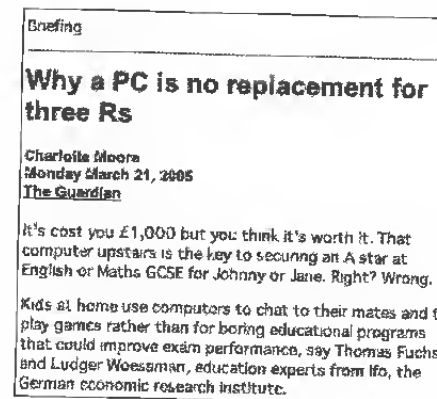 Briefing
Why a PC is no replacement for
three Rs
Charlotte Moore
Monday March 21, 2005
The Guardian
It's cost you £1,000 but you think it's worth it. That
computer upstairs is the key to securing an A star at
English or Maths GCSE for Johnny or Jane. Right? Wrong.
Kids at home use computers to chat to their mates and t
play games rather than for boring educational programs
that could improve exam performance, say Thomas Fuchs
and Ludger Woessman, education experts from Ifo, the
German economic research institute.